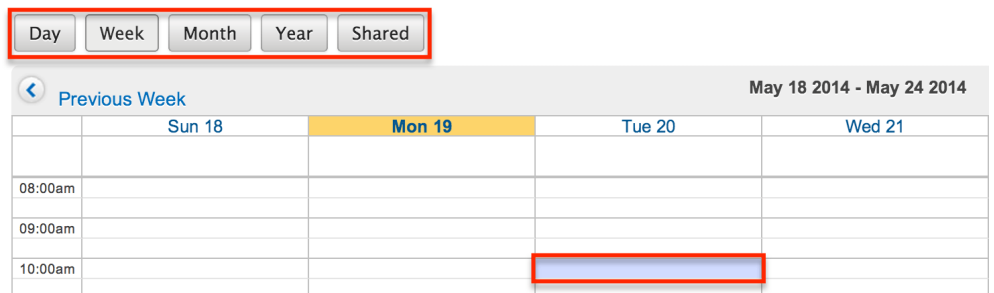 Day Week Month Year Shared
May 18 2014 - May 24 2014
Previous Week
Sun 18 Mon 19 Tue 20 Wed 21
08:00am
09:00am
10:00am